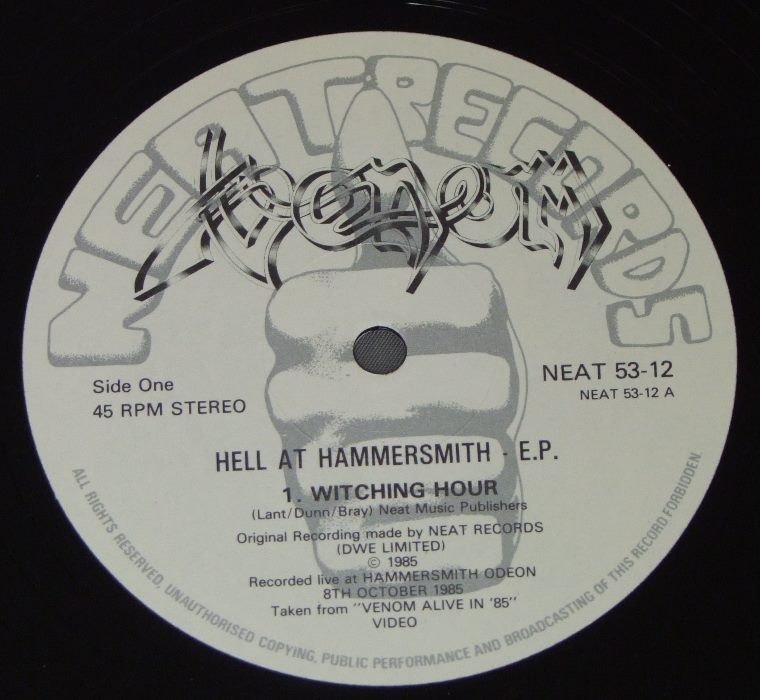 NEAT RECORDS
VENOM
Side One
45 RPM STEREO
NEAT 53-12
NEAT 53-12 A
HELL AT HAMMERSMITH - E.P.
1. WITCHING HOUR
(Lant/Dunn/Bray) Neat Music Publishers
Original Recording made by NEAT RECORDS
(DWE LIMITED)
© 1985
Recorded live at HAMMERSMITH ODEON
8TH OCTOBER 1985
Taken from "VENOM ALIVE IN '85"
VIDEO
ALL RIGHTS RESERVED, UNAUTHORISED COPYING, PUBLIC PERFORMANCE AND BROADCASTING OF THIS RECORD FORBIDDEN.